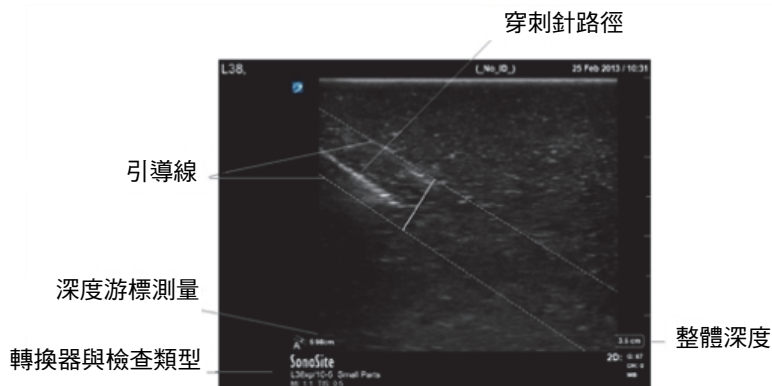 穿刺針路徑
L38,
(_No_ID_)
25 Feb 2013 / 10:31
引導線
深度游標測量
轉換器與檢查類型
整體深度
3.5 cm
SonoSite
L38xp/10-5 Small Parts
2D: